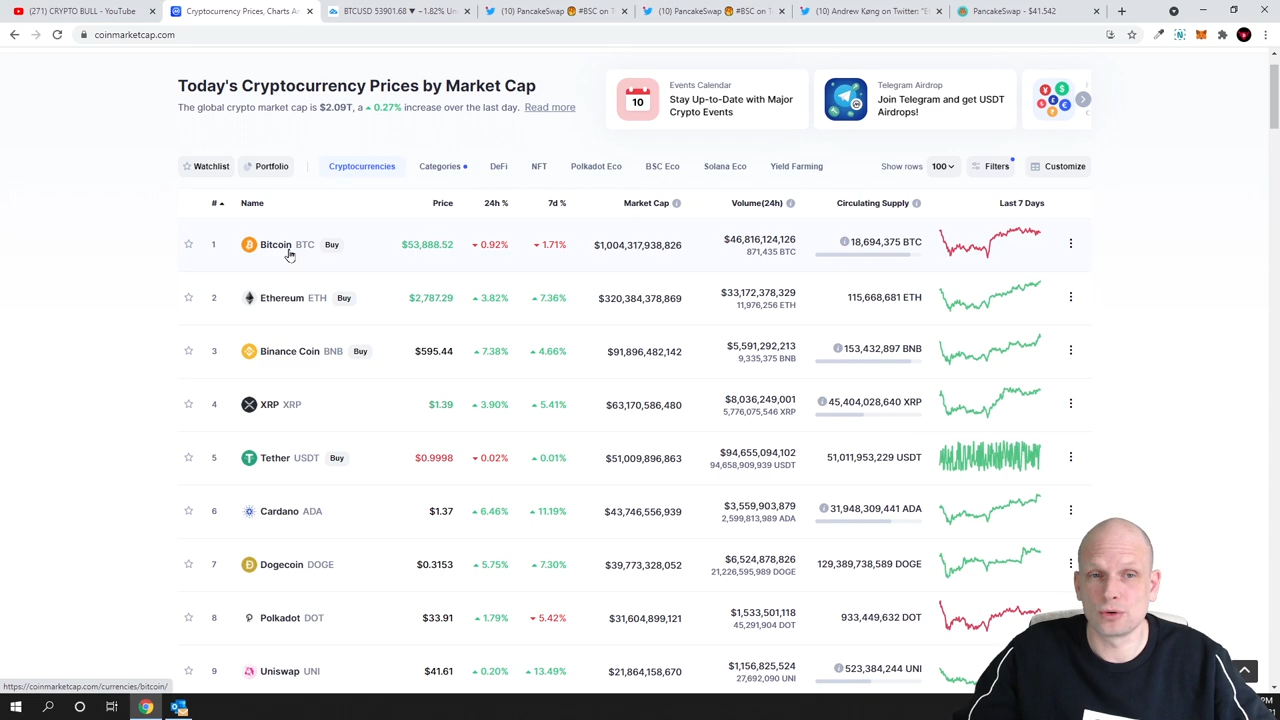 (271) CRYPTO BULL - YouTube
Cryptocurrency Prices, Charts A
BTCUSD 53901.68 ▼ −1.82% Un
(10) PancakeSwap #BSC on T
(10) PancakeSwap #BSC on T
(10) Andrew Kang on Twitter: "E
PancakeSwap - $41.542
coinmarketcap.com
Today's Cryptocurrency Prices by Market Cap
The global crypto market cap is $2.09T, a 0.27% increase over the last day. Read more
10
Events Calendar
Stay Up-to-Date with Major
Crypto Events
Telegram Airdrop
Join Telegram and get USDT
Airdrops!
Watchlist Portfolio Cryptocurrencies Categories DeFi NFT Polkadot Eco BSC Eco Solana Eco Yield Farming Show rows 100 Filters Customize
# Name Price 24h % 7d % Market Cap Volume(24h) Circulating Supply Last 7 Days
1 Bitcoin BTC Buy $53,888.52 0.92% 1.71% $1,004,317,938,826 $46,816,124,126 18,694,375 BTC
871,435 BTC
2 Ethereum ETH Buy $2,787.29 3.82% 7.36% $320,384,378,869 $33,172,378,329 115,668,681 ETH
11,976,256 ETH
3 Binance Coin BNB Buy $595.44 7.38% 4.66% $91,896,482,142 $5,591,292,213 153,432,897 BNB
9,335,375 BNB
4 XRP XRP $1.39 3.90% 5.41% $63,170,586,480 $8,036,249,001 45,404,028,640 XRP
5,776,075,546 XRP
5 Tether USDT Buy $0.9998 0.02% 0.01% $51,009,896,863 $94,655,094,102 51,011,953,229 USDT
94,658,909,939 USDT
6 Cardano ADA $1.37 6.46% 11.19% $43,746,556,939 $3,559,903,879 31,948,309,441 ADA
2,599,813,989 ADA
7 Dogecoin DOGE $0.3153 5.75% 7.30% $39,773,328,052 $6,524,878,826 129,389,738,589 DOGE
21,226,595,989 DOGE
8 Polkadot DOT $33.91 1.79% 5.42% $31,604,899,121 $1,533,501,118 933,449,632 DOT
45,291,904 DOT
9 Uniswap UNI $41.61 0.20% 13.49% $21,864,158,670 $1,156,825,524 523,384,244 UNI
27,692,090 UNI
https://coinmarketcap.com/currencies/bitcoin/